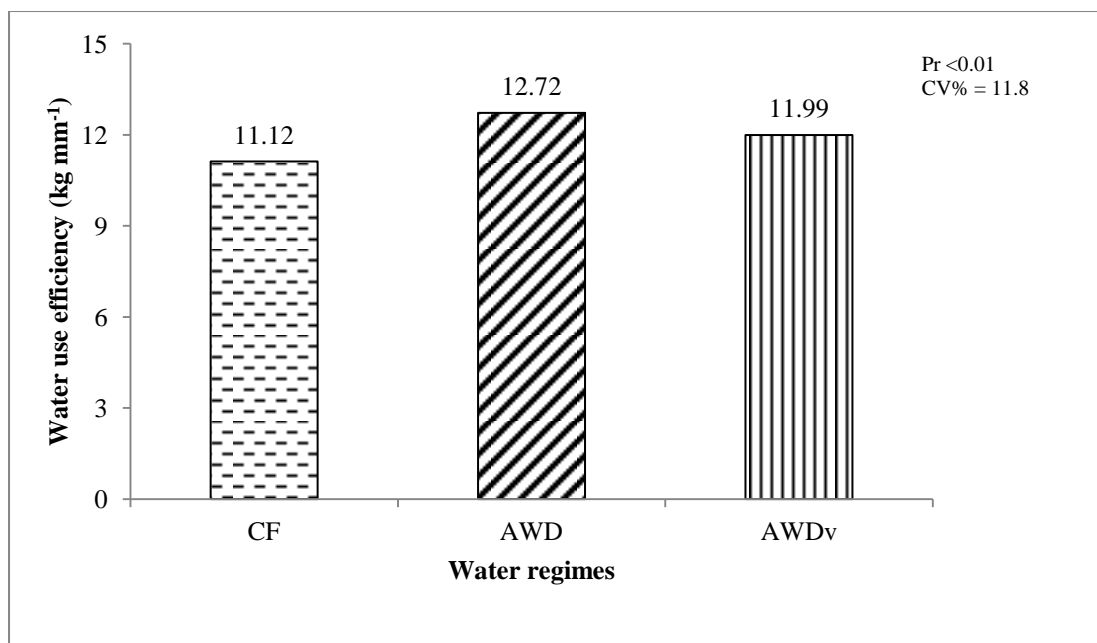 15
12
9
6
3
0
Water use efficiency (kg mm⁻¹)
Pr <0.01
CV% = 11.8
11.12
12.72
11.99
CF
AWD
AWDv
Water regimes